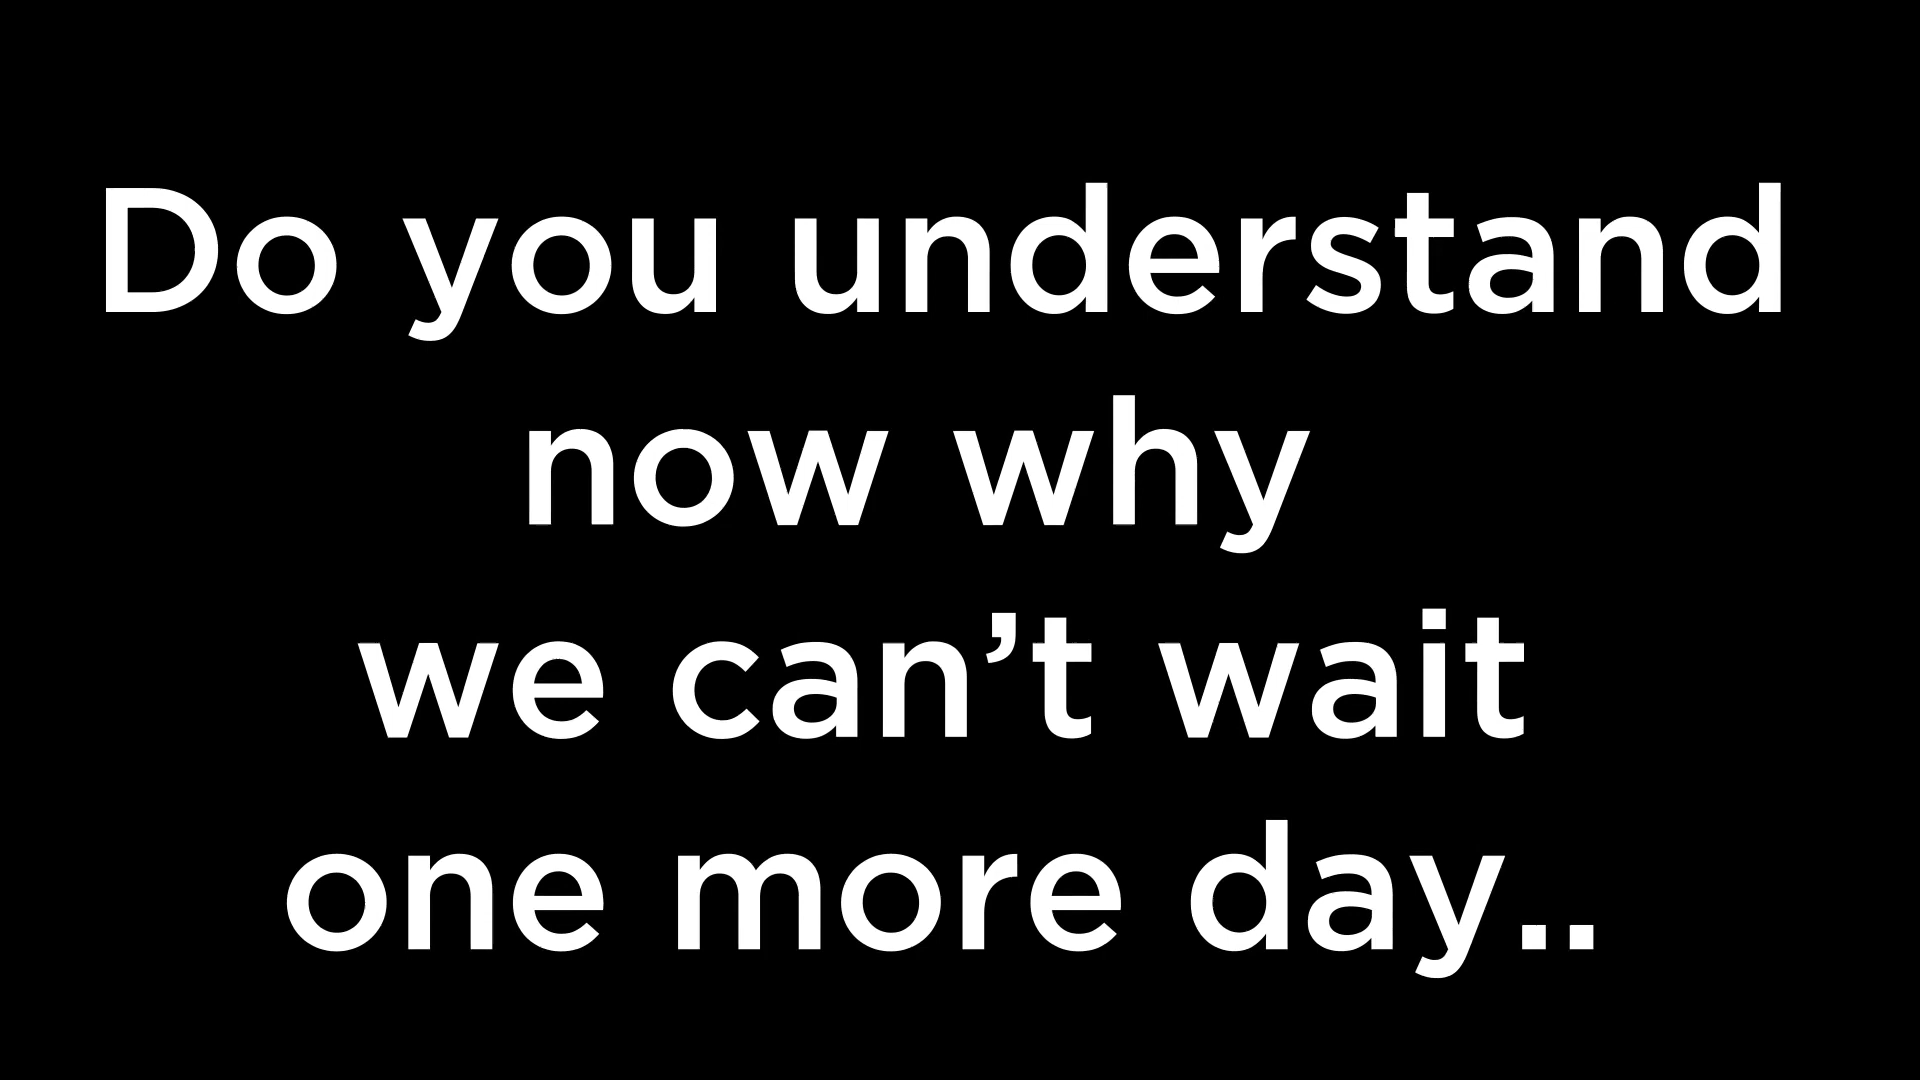 Do you understand
now why
we can’t wait
one more day..